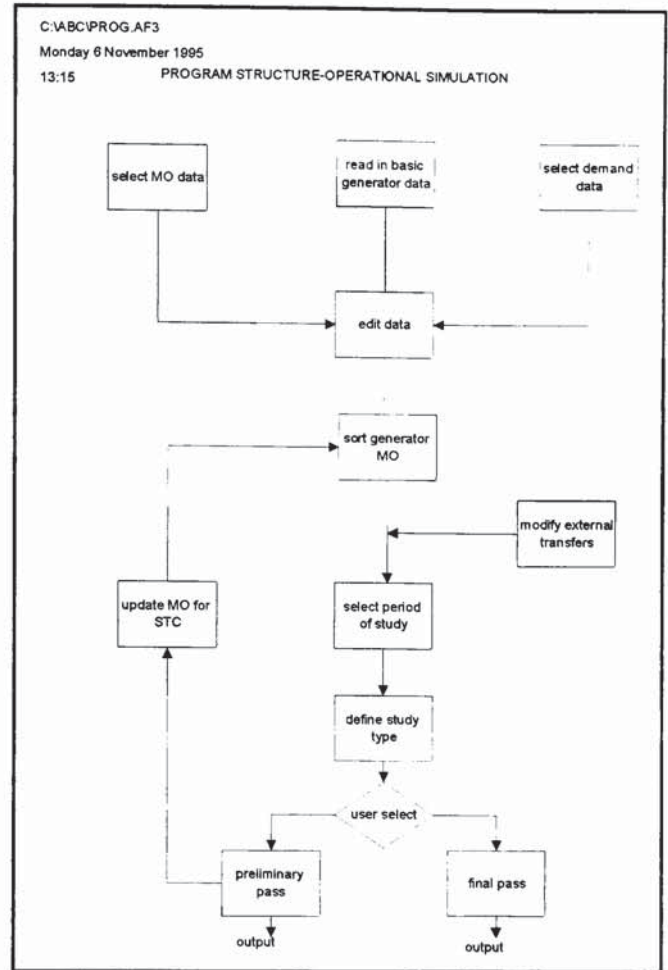 C:\ABC\PROG.AF3
Monday 6 November 1995
13:15 PROGRAM STRUCTURE-OPERATIONAL SIMULATION
select MO data
read in basic
generator data
select demand
data
edit data
sort generator
MO
modify external
transfers
update MO for
STC
select period
of study
define study
type
user select
preliminary
pass
final pass
output
output